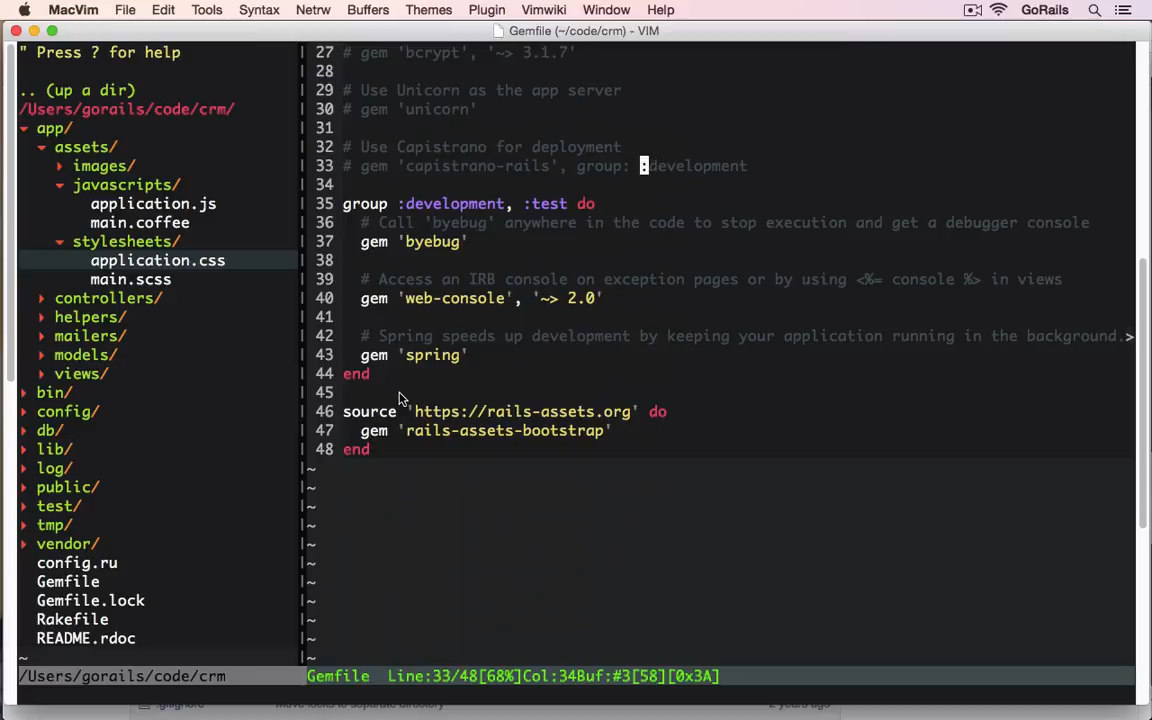 MacVim File Edit Tools Syntax Netrw Buffers Themes Plugin Vimwiki Window Help GoRails
Gemfile (~/code/crm) - VIM
" Press ? for help
.. (up a dir)
/Users/gorails/code/crm/
app/
assets/
images/
javascripts/
application.js
main.coffee
stylesheets/
application.css
main.scss
controllers/
helpers/
mailers/
models/
views/
bin/
config/
db/
lib/
log/
public/
test/
tmp/
vendor/
config.ru
Gemfile
Gemfile.lock
Rakefile
README.rdoc
~
/Users/gorails/code/crm
27 # gem 'bcrypt', '~> 3.1.7'
28
29 # Use Unicorn as the app server
30 # gem 'unicorn'
31
32 # Use Capistrano for deployment
33 # gem 'capistrano-rails', group: :development
34
35 group :development, :test do
36   # Call 'byebug' anywhere in the code to stop execution and get a debugger console
37   gem 'byebug'
38
39   # Access an IRB console on exception pages or by using <%= console %> in views
40   gem 'web-console', '~> 2.0'
41
42   # Spring speeds up development by keeping your application running in the background.>
43   gem 'spring'
44 end
45
46 source 'https://rails-assets.org' do
47   gem 'rails-assets-bootstrap'
48 end
~
~
~
~
~
~
~
~
~
~
~
Gemfile Line:33/48[68%]Col:34Buf:#3[58][0x3A]
.gitignore move locks to separate directory 2 years ago